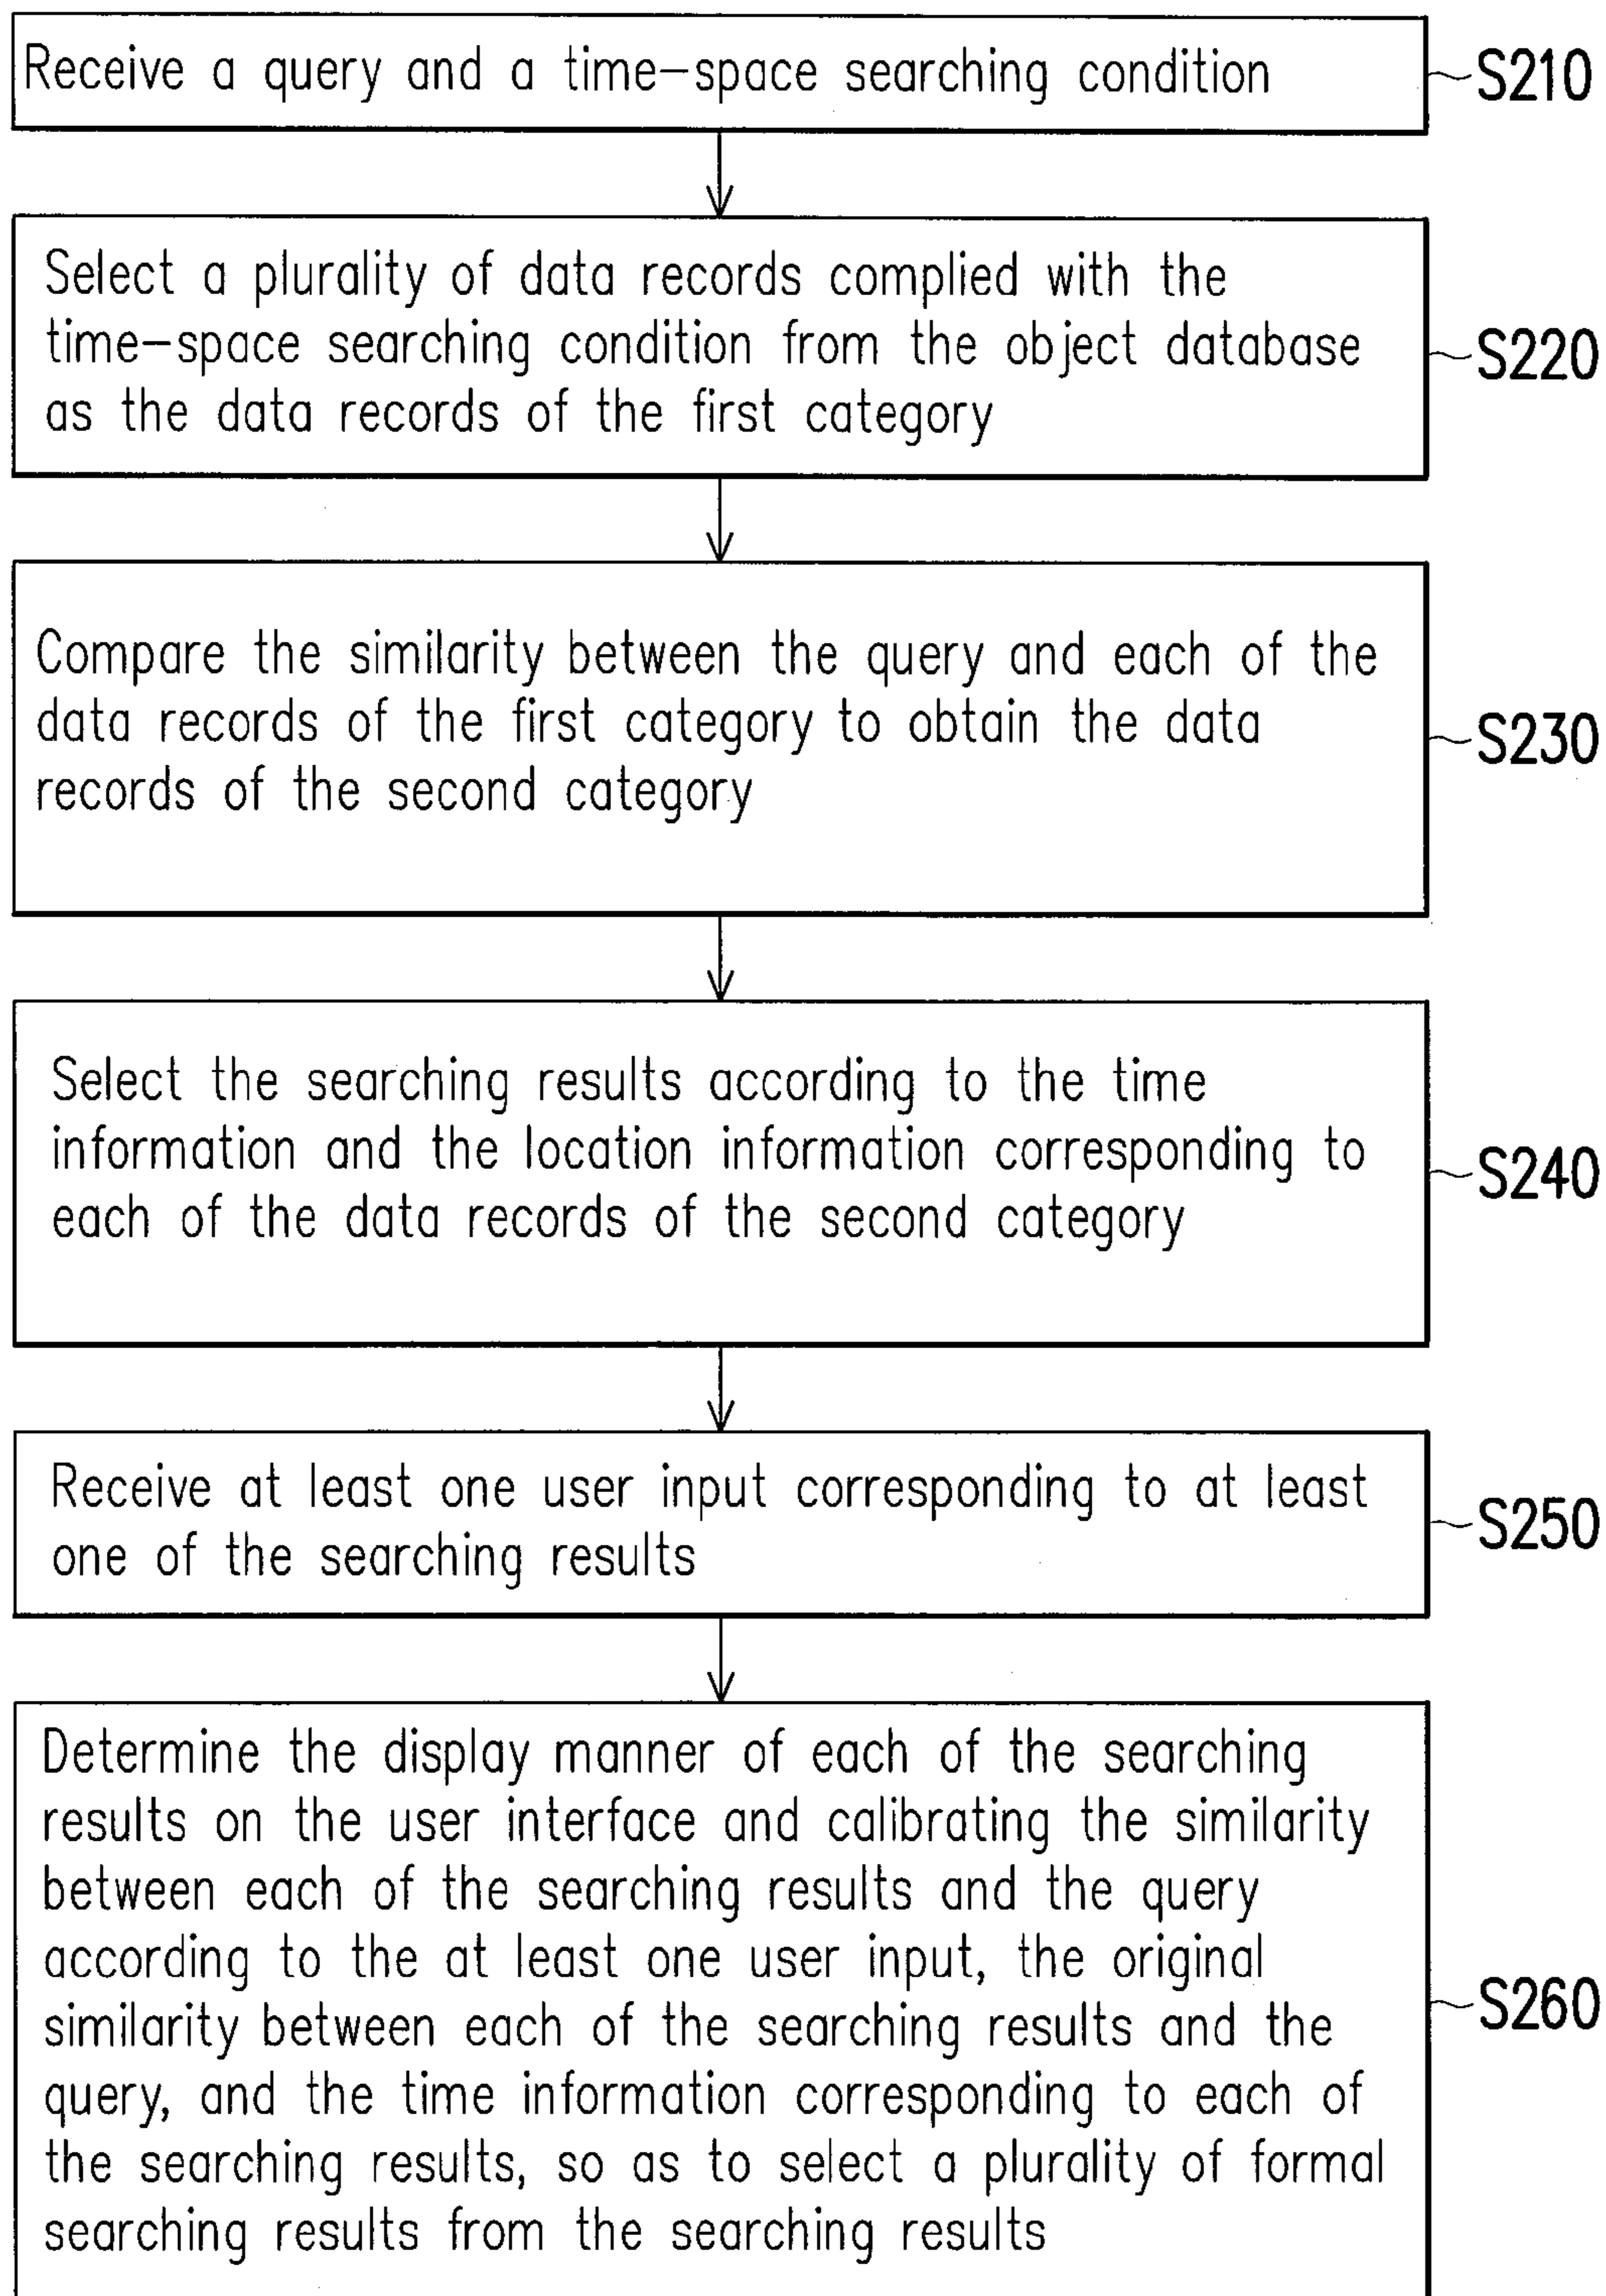 Receive a query and a time-space searching condition
S210
Select a plurality of data records complied with the
time-space searching condition from the object database
as the data records of the first category
S220
Compare the similarity between the query and each of the
data records of the first category to obtain the data
records of the second category
S230
Select the searching results according to the time
information and the location information corresponding to
each of the data records of the second category
S240
Receive at least one user input corresponding to at least
one of the searching results
S250
Determine the display manner of each of the searching
results on the user interface and calibrating the similarity
between each of the searching results and the query
according to the at least one user input, the original
similarity between each of the searching results and the
query, and the time information corresponding to each of
the searching results, so as to select a plurality of formal
searching results from the searching results
S260